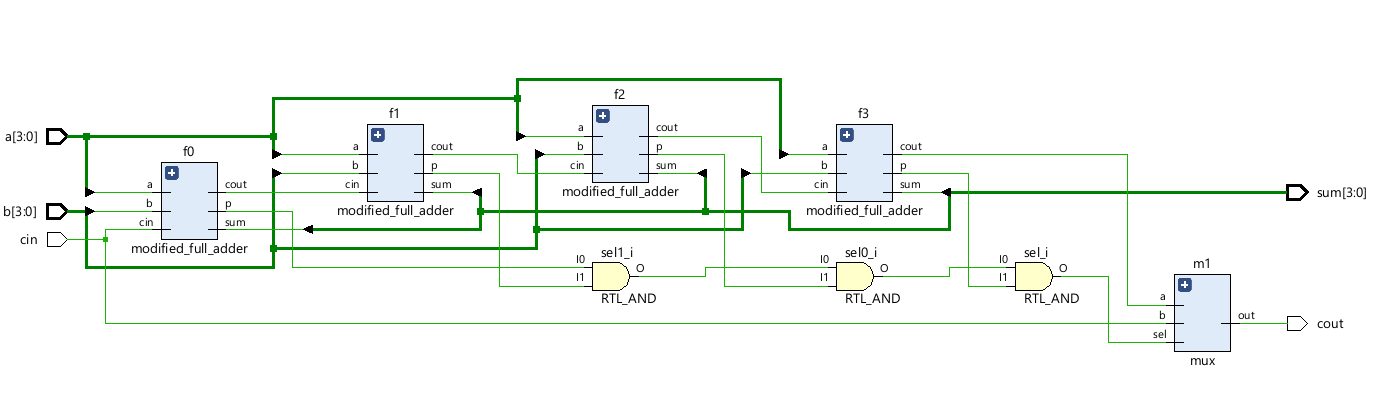 f2
f1
f3
a cout
b p
cin sum
modified_full_adder
a[3:0]
a cout
b p
cin sum
modified_full_adder
a cout
b p
cin sum
modified_full_adder
f0
a cout
b p
cin sum
modified_full_adder
b[3:0]
cin
sum[3:0]
sel1_i
I0
I1
O
RTL_AND
sel0_i
I0
I1
O
RTL_AND
sel_i
I0
I1
O
RTL_AND
m1
a
b out
sel
mux
cout